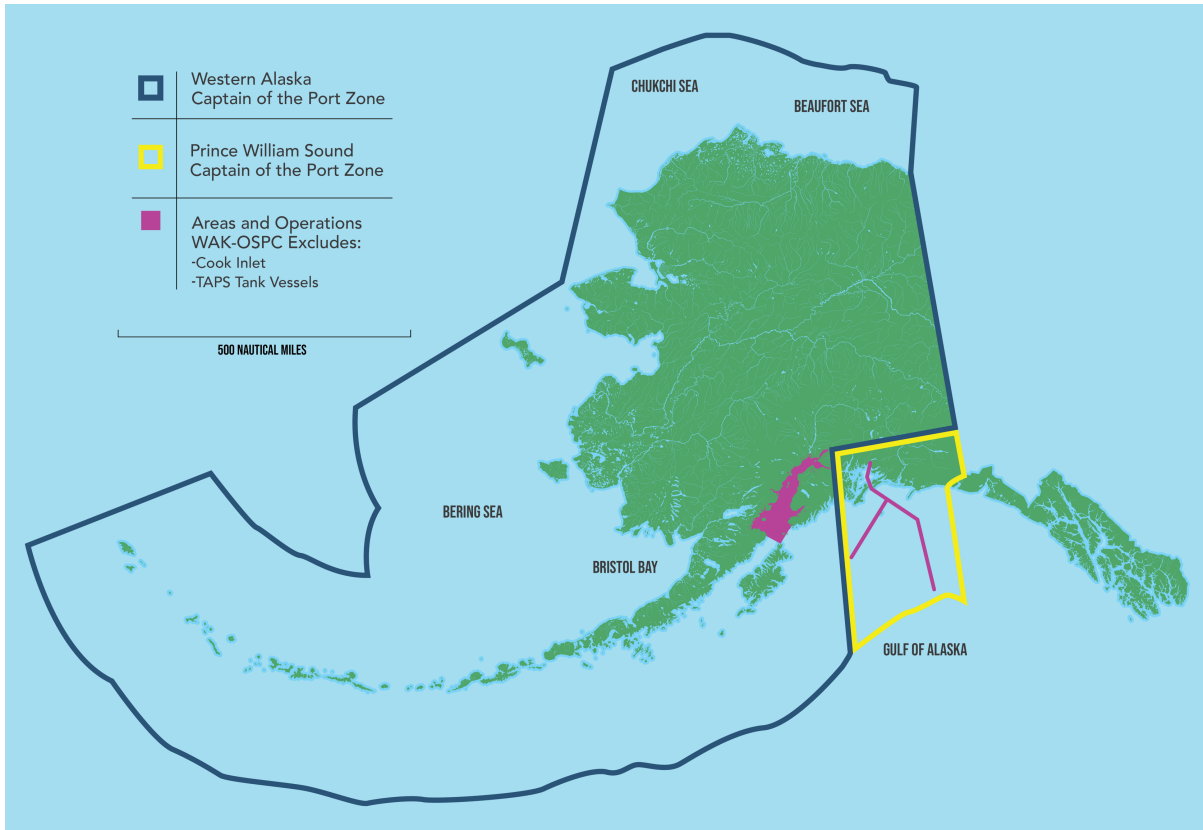 Western Alaska
Captain of the Port Zone
Prince William Sound
Captain of the Port Zone
Areas and Operations
WAK-OSPC Excludes:
-Cook Inlet
-TAPS Tank Vessels
500 NAUTICAL MILES
CHUKCHI SEA
BEAUFORT SEA
BERING SEA
BRISTOL BAY
GULF OF ALASKA